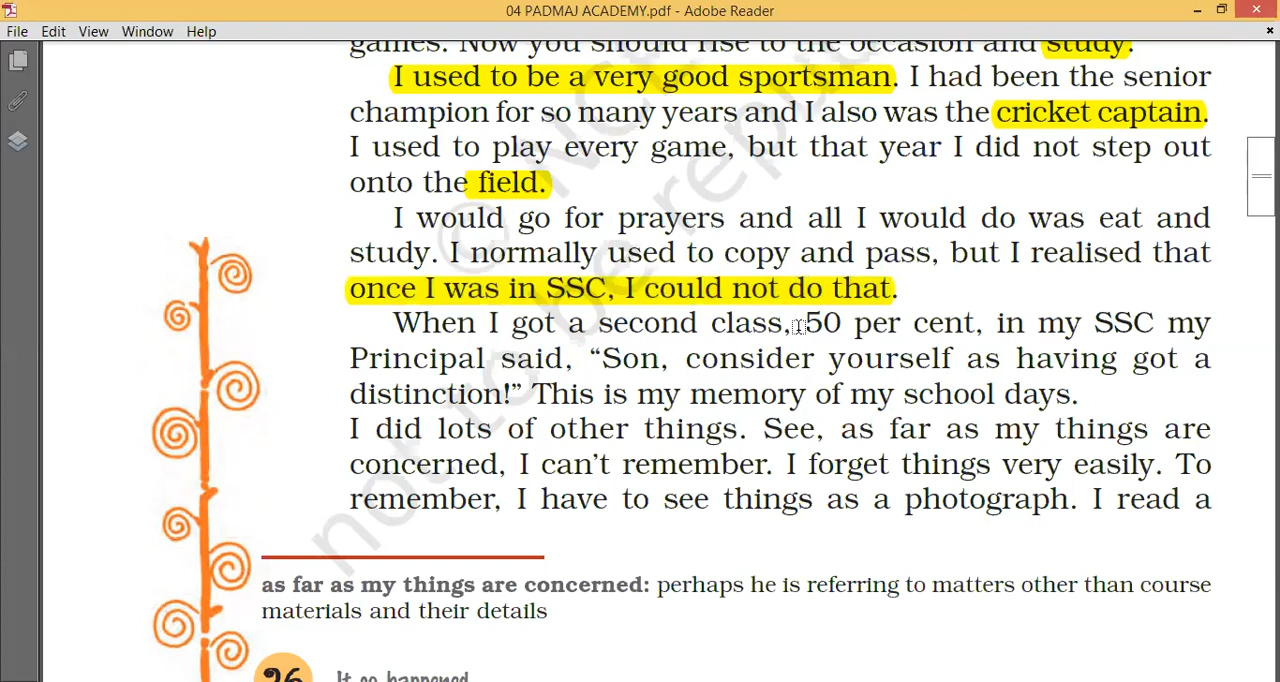 04 PADMAJ ACADEMY.pdf - Adobe Reader
File Edit View Window Help
games. Now you should rise to the occasion and study.
I used to be a very good sportsman. I had been the senior
champion for so many years and I also was the cricket captain.
I used to play every game, but that year I did not step out
onto the field.
I would go for prayers and all I would do was eat and
study. I normally used to copy and pass, but I realised that
once I was in SSC, I could not do that.
When I got a second class, 50 per cent, in my SSC my
Principal said, “Son, consider yourself as having got a
distinction!” This is my memory of my school days.
I did lots of other things. See, as far as my things are
concerned, I can’t remember. I forget things very easily. To
remember, I have to see things as a photograph. I read a
as far as my things are concerned: perhaps he is referring to matters other than course
materials and their details
26 It so happened
© NC
not to be repu